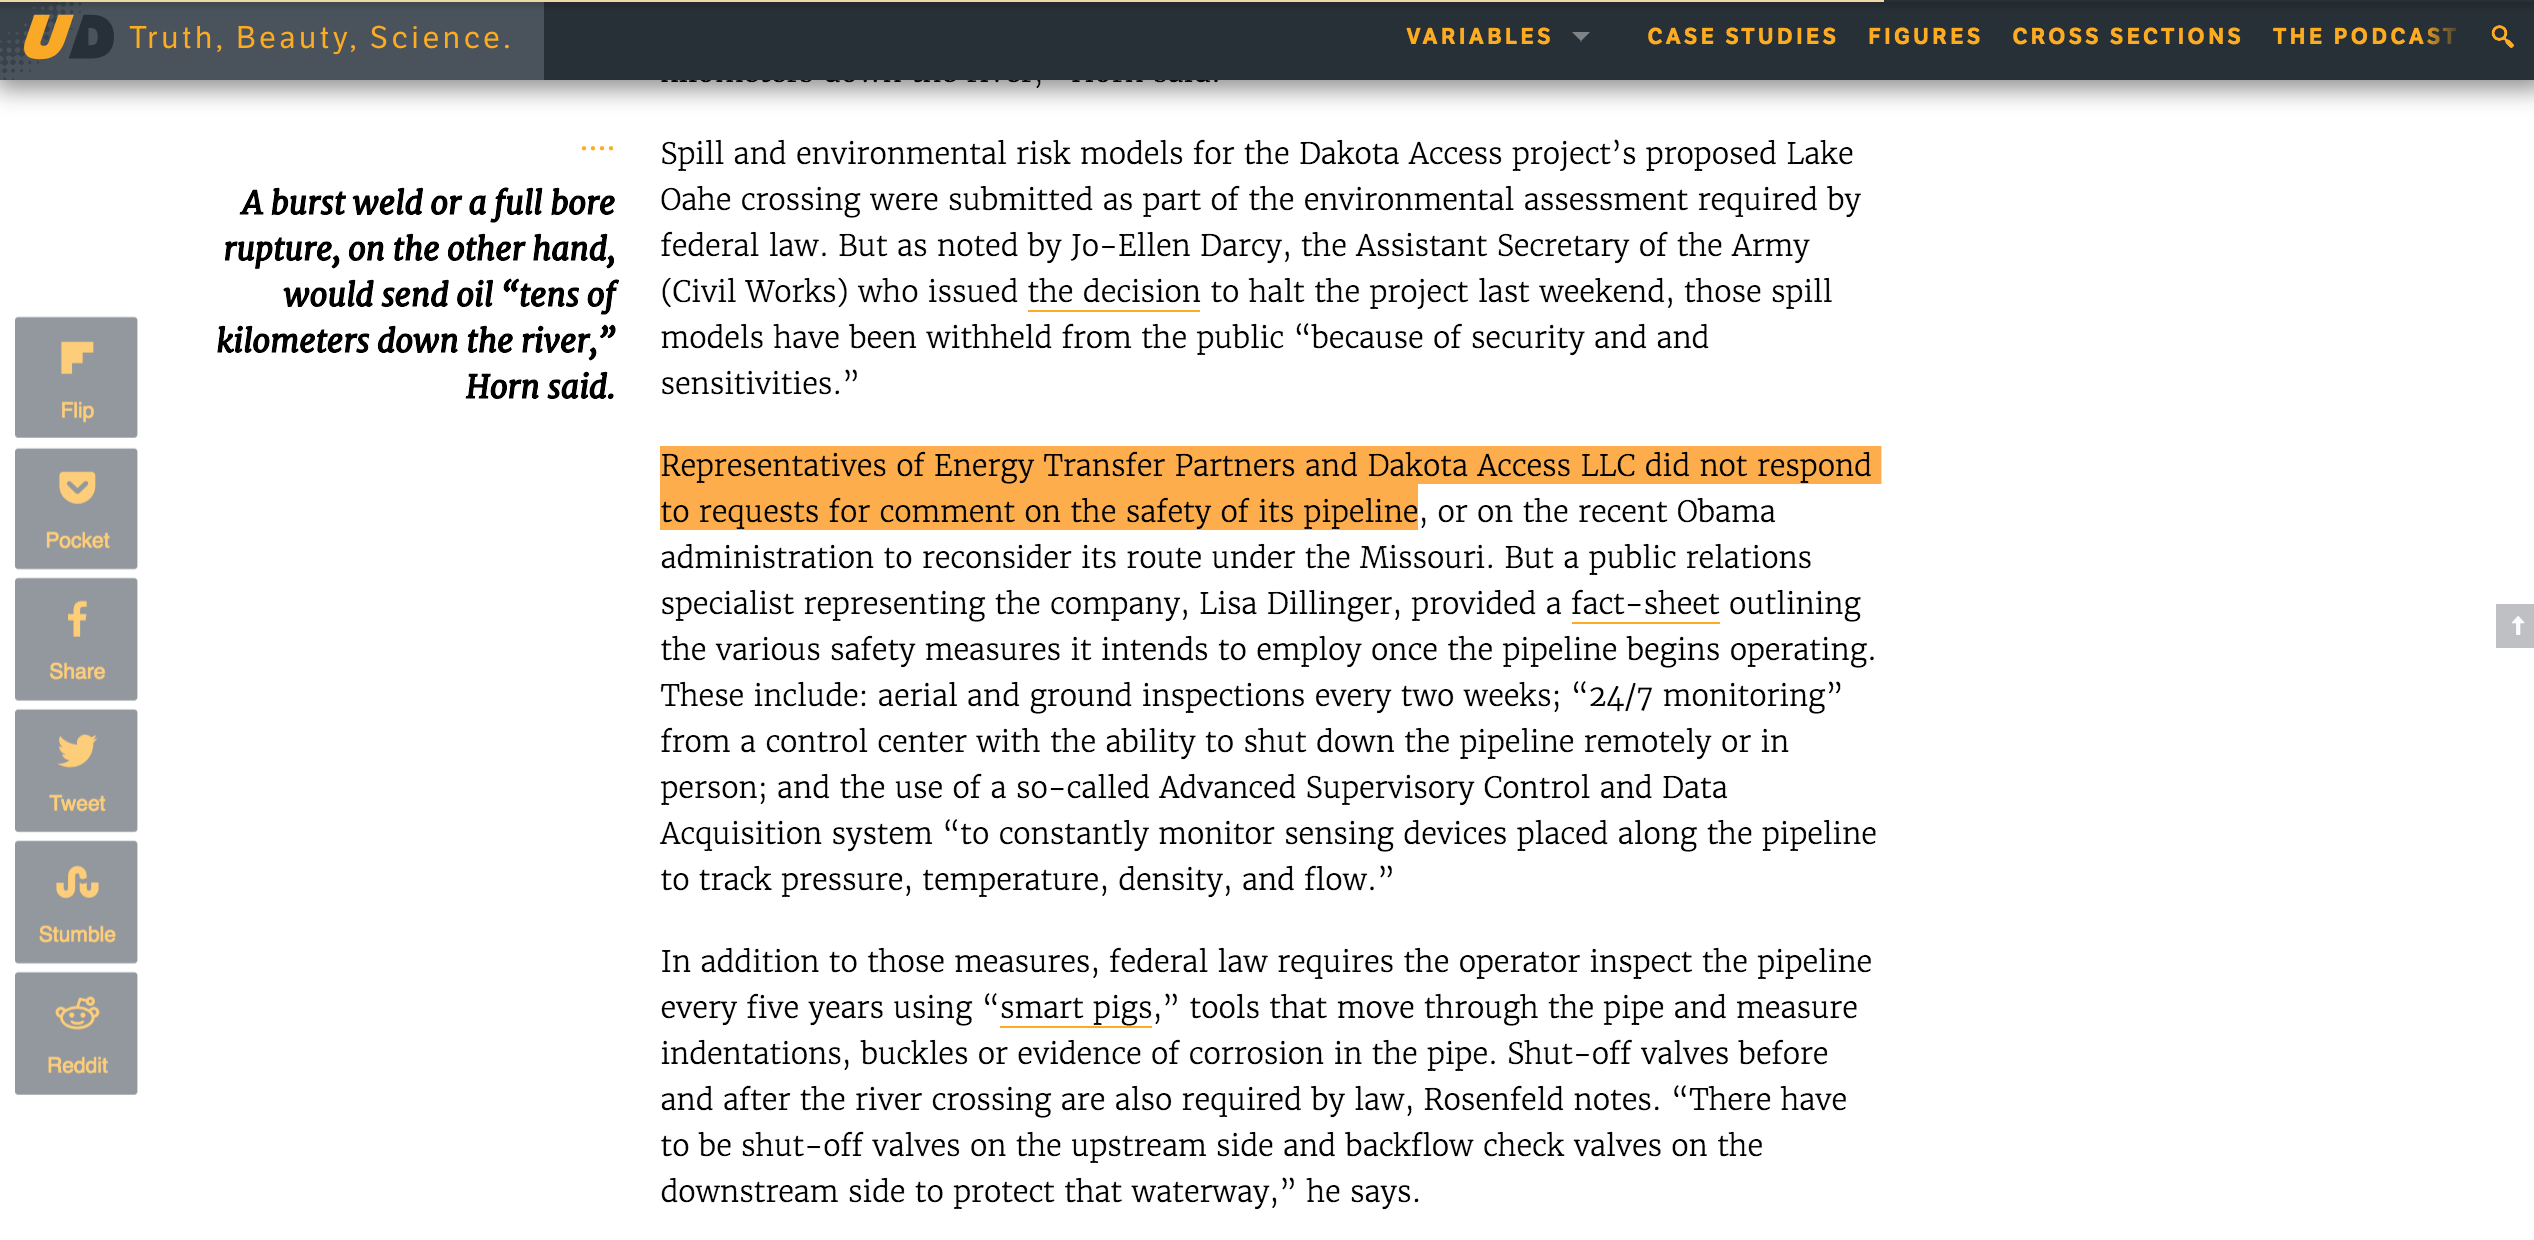 UD Truth, Beauty, Science.
VARIABLES CASE STUDIES FIGURES CROSS SECTIONS THE PODCAST
kilometers down the river,” Horn said.
A burst weld or a full bore
rupture, on the other hand,
would send oil “tens of
kilometers down the river,”
Horn said.
Spill and environmental risk models for the Dakota Access project’s proposed Lake
Oahe crossing were submitted as part of the environmental assessment required by
federal law. But as noted by Jo-Ellen Darcy, the Assistant Secretary of the Army
(Civil Works) who issued the decision to halt the project last weekend, those spill
models have been withheld from the public “because of security and and
sensitivities.”
Representatives of Energy Transfer Partners and Dakota Access LLC did not respond
to requests for comment on the safety of its pipeline, or on the recent Obama
administration to reconsider its route under the Missouri. But a public relations
specialist representing the company, Lisa Dillinger, provided a fact-sheet outlining
the various safety measures it intends to employ once the pipeline begins operating.
These include: aerial and ground inspections every two weeks; “24/7 monitoring”
from a control center with the ability to shut down the pipeline remotely or in
person; and the use of a so-called Advanced Supervisory Control and Data
Acquisition system “to constantly monitor sensing devices placed along the pipeline
to track pressure, temperature, density, and flow.”
In addition to those measures, federal law requires the operator inspect the pipeline
every five years using “smart pigs,” tools that move through the pipe and measure
indentations, buckles or evidence of corrosion in the pipe. Shut-off valves before
and after the river crossing are also required by law, Rosenfeld notes. “There have
to be shut-off valves on the upstream side and backflow check valves on the
downstream side to protect that waterway,” he says.
Flip
Pocket
Share
Tweet
Stumble
Reddit